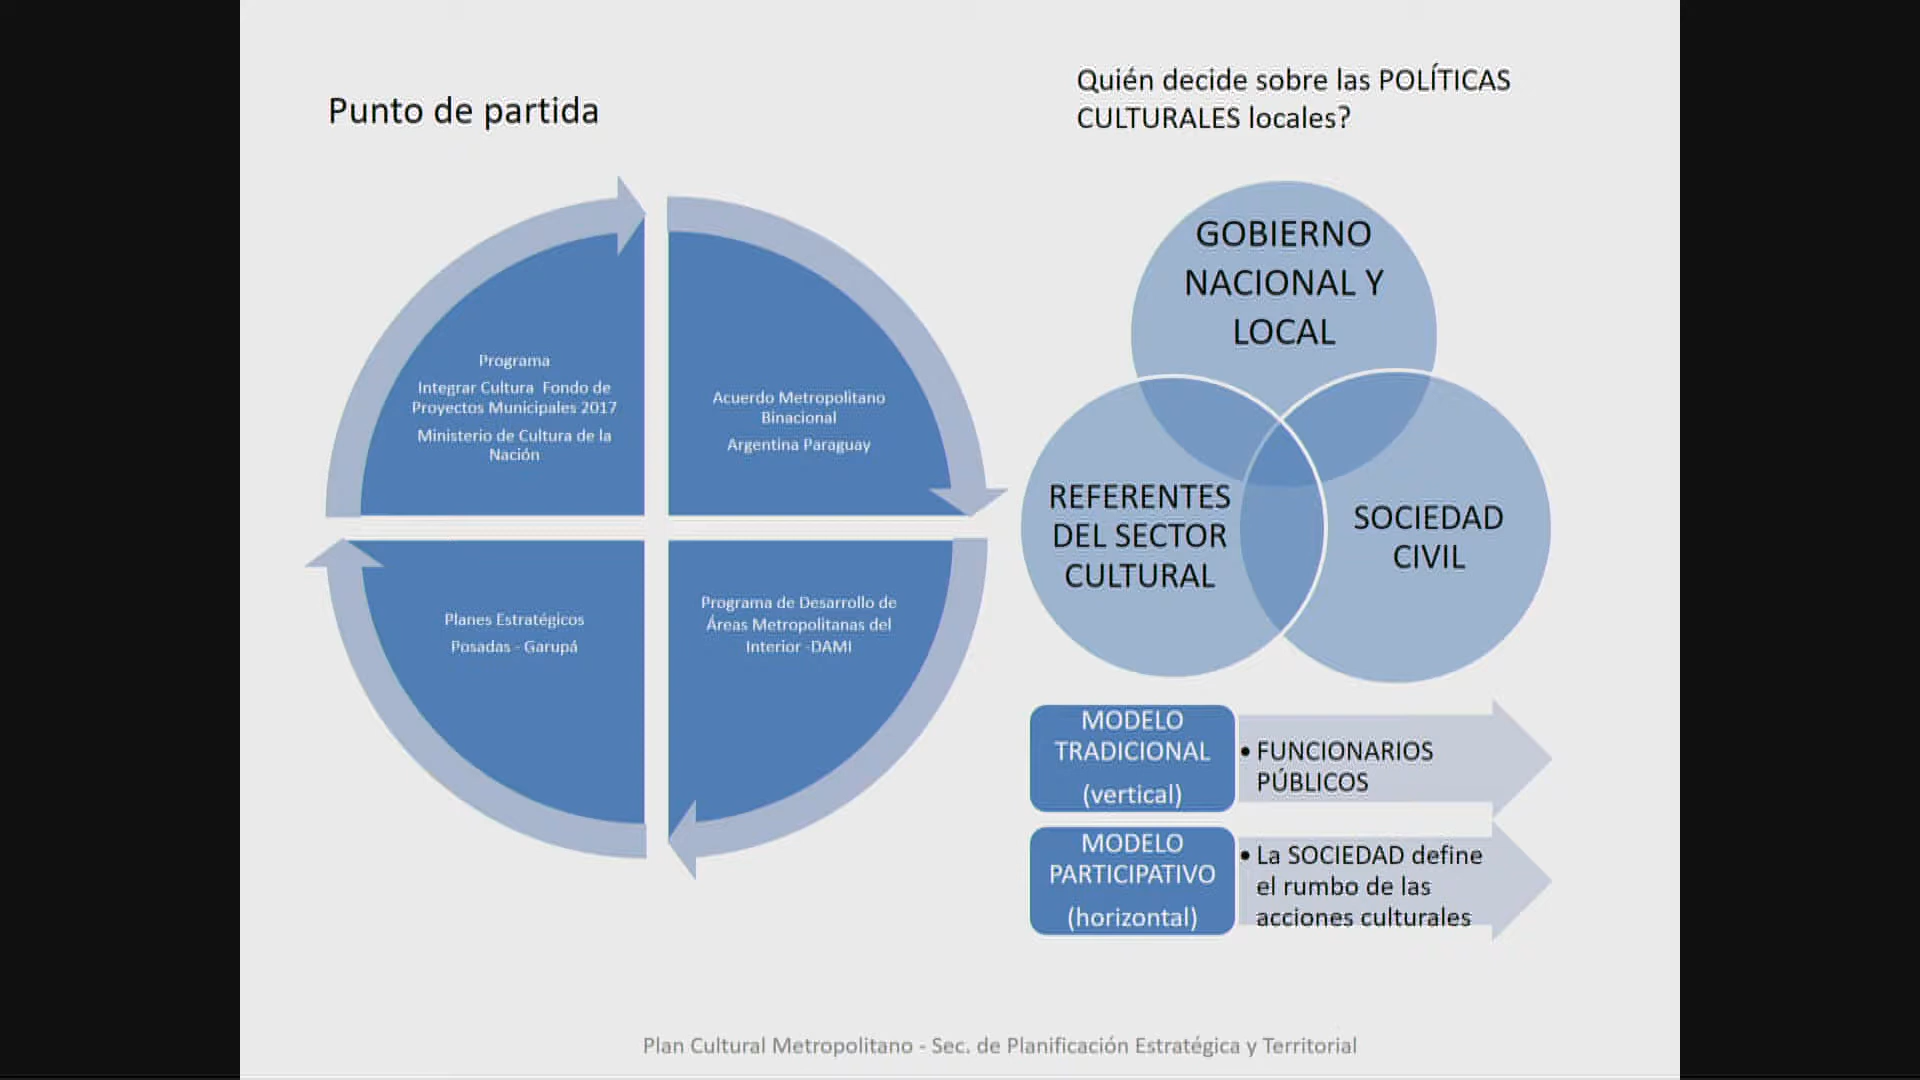 Punto de partida
Programa
Integrar Cultura Fondo de
Proyectos Municipales 2017
Ministerio de Cultura de la
Nación
Acuerdo Metropolitano
Binacional
Argentina Paraguay
Planes Estratégicos
Posadas - Garupá
Programa de Desarrollo de
Áreas Metropolitanas del
Interior -DAMI
Quién decide sobre las POLÍTICAS
CULTURALES locales?
GOBIERNO
NACIONAL Y
LOCAL
REFERENTES
DEL SECTOR
CULTURAL
SOCIEDAD
CIVIL
MODELO
TRADICIONAL
(vertical)
• FUNCIONARIOS
PÚBLICOS
MODELO
PARTICIPATIVO
(horizontal)
• La SOCIEDAD define
el rumbo de las
acciones culturales
Plan Cultural Metropolitano - Sec. de Planificación Estratégica y Territorial